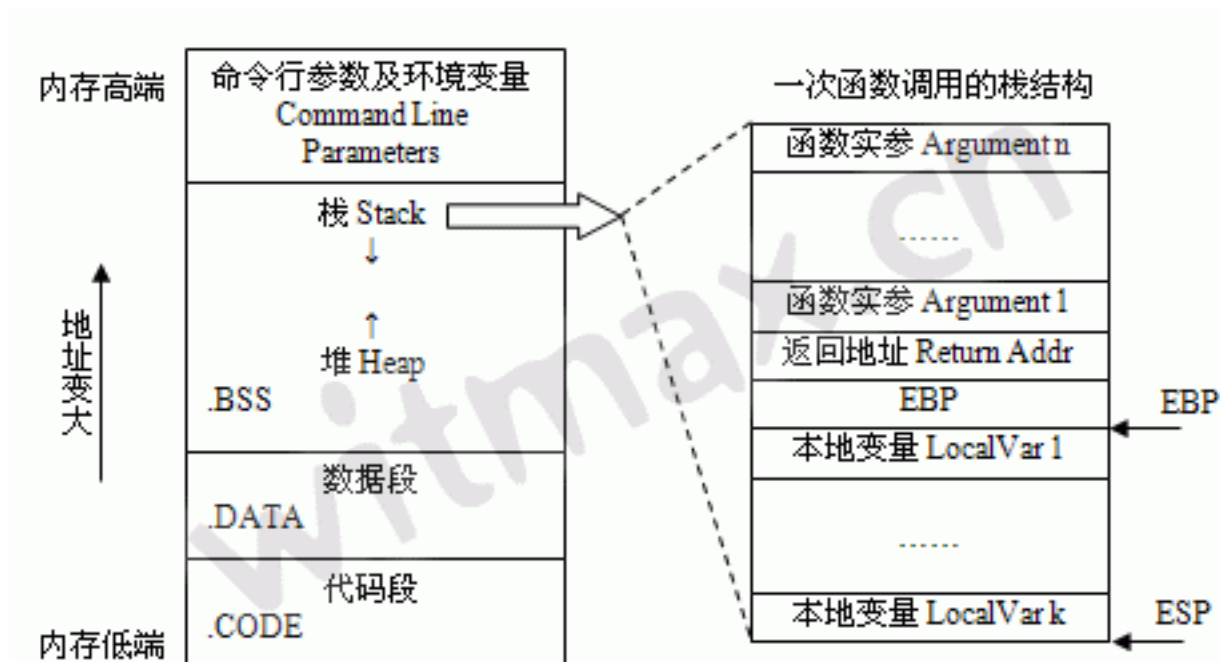 内存高端
命令行参数及环境变量
Command Line
Parameters
栈 Stack
↓
↑
堆 Heap
.BSS
数据段
.DATA
代码段
.CODE
内存低端
地址变大
一次函数调用的栈结构
函数实参 Argument n
......
函数实参 Argument 1
返回地址 Return Addr
EBP
EBP
本地变量 LocalVar 1
......
本地变量 LocalVar k
ESP
witmax.cn